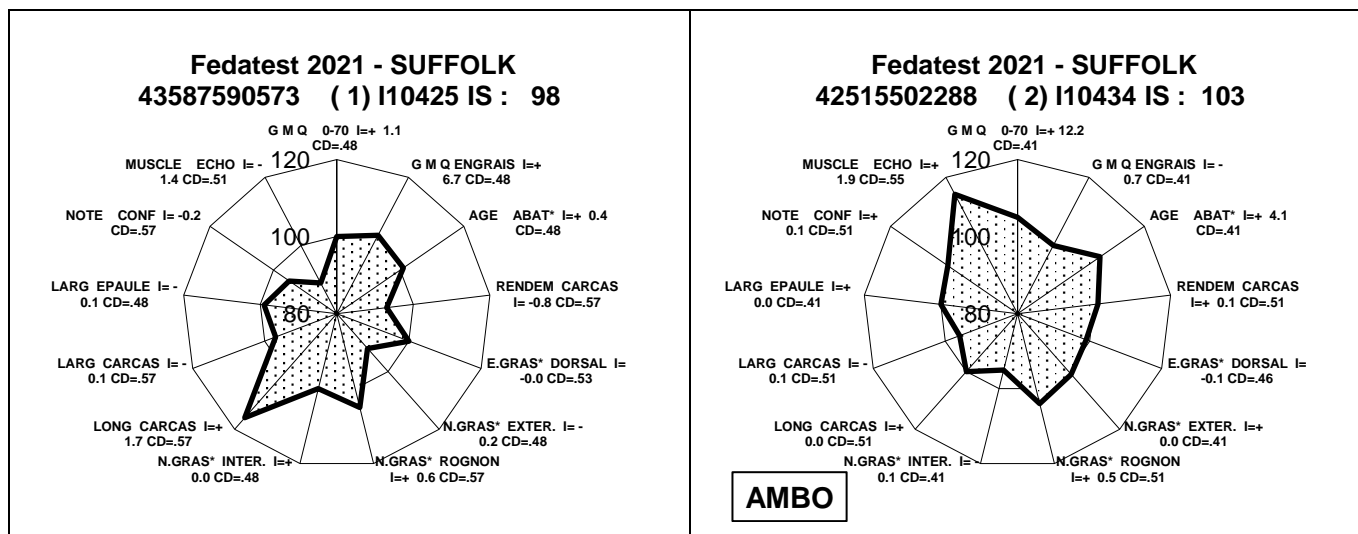 Fedatest 2021 - SUFFOLK
43587590573 ( 1) I10425 IS : 98
G M Q 0-70 I=+ 1.1
CD=.48
G M Q ENGRAIS I=+
6.7 CD=.48
AGE ABAT* I=+ 0.4
CD=.48
RENDEM CARCAS
I= -0.8 CD=.57
E.GRAS* DORSAL I=
-0.0 CD=.53
N.GRAS* EXTER. I= -
0.2 CD=.48
N.GRAS* ROGNON
I=+ 0.6 CD=.57
N.GRAS* INTER. I=+
0.0 CD=.48
LONG CARCAS I=+
1.7 CD=.57
LARG CARCAS I= -
0.1 CD=.57
LARG EPAULE I= -
0.1 CD=.48
NOTE CONF I= -0.2
CD=.57
MUSCLE ECHO I= -
1.4 CD=.51
120
100
80
Fedatest 2021 - SUFFOLK
42515502288 ( 2) I10434 IS : 103
G M Q 0-70 I=+ 12.2
CD=.41
G M Q ENGRAIS I= -
0.7 CD=.41
AGE ABAT* I=+ 4.1
CD=.41
RENDEM CARCAS
I=+ 0.1 CD=.51
E.GRAS* DORSAL I=
-0.1 CD=.46
N.GRAS* EXTER. I=+
0.0 CD=.41
N.GRAS* ROGNON
I=+ 0.5 CD=.51
N.GRAS* INTER. I= -
0.1 CD=.41
LONG CARCAS I=+
0.0 CD=.51
LARG CARCAS I= -
0.1 CD=.51
LARG EPAULE I=+
0.0 CD=.41
NOTE CONF I=+
0.1 CD=.51
MUSCLE ECHO I=+
1.9 CD=.55
120
100
80
AMBO